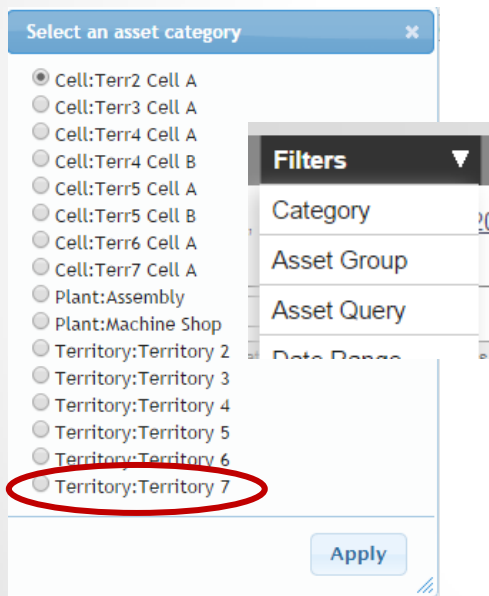 Select an asset category
Cell:Terr2 Cell A
Cell:Terr3 Cell A
Cell:Terr4 Cell A
Cell:Terr4 Cell B
Cell:Terr5 Cell A
Cell:Terr5 Cell B
Cell:Terr6 Cell A
Cell:Terr7 Cell A
Plant:Assembly
Plant:Machine Shop
Territory:Territory 2
Territory:Territory 3
Territory:Territory 4
Territory:Territory 5
Territory:Territory 6
Territory:Territory 7
Apply
Filters
Category
Asset Group
Asset Query
Date Range